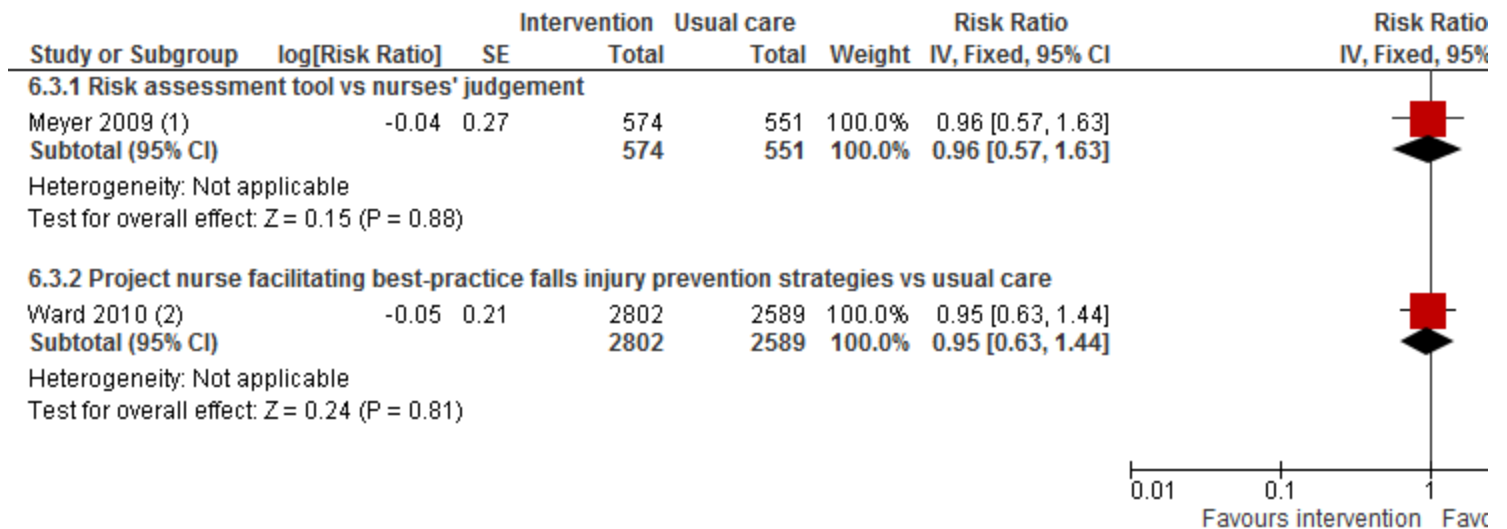 Intervention Usual care Risk Ratio Risk Ratio
Study or Subgroup log[Risk Ratio] SE Total Total Weight IV, Fixed, 95% CI IV, Fixed, 95%
6.3.1 Risk assessment tool vs nurses' judgement
Meyer 2009 (1) -0.04 0.27 574 551 100.0% 0.96 [0.57, 1.63]
Subtotal (95% CI) 574 551 100.0% 0.96 [0.57, 1.63]
Heterogeneity: Not applicable
Test for overall effect: Z = 0.15 (P = 0.88)
6.3.2 Project nurse facilitating best-practice falls injury prevention strategies vs usual care
Ward 2010 (2) -0.05 0.21 2802 2589 100.0% 0.95 [0.63, 1.44]
Subtotal (95% CI) 2802 2589 100.0% 0.95 [0.63, 1.44]
Heterogeneity: Not applicable
Test for overall effect: Z = 0.24 (P = 0.81)
0.01 0.1 1
Favours intervention